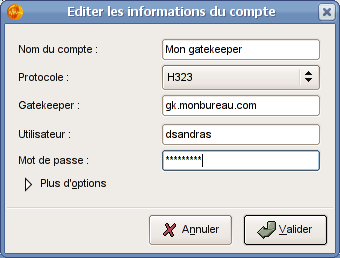 Editer les informations du compte
Nom du compte : Mon gatekeeper
Protocole : H323
Gatekeeper : gk.monbureau.com
Utilisateur : dsandras
Mot de passe : *********
Plus d'options
Annuler Valider